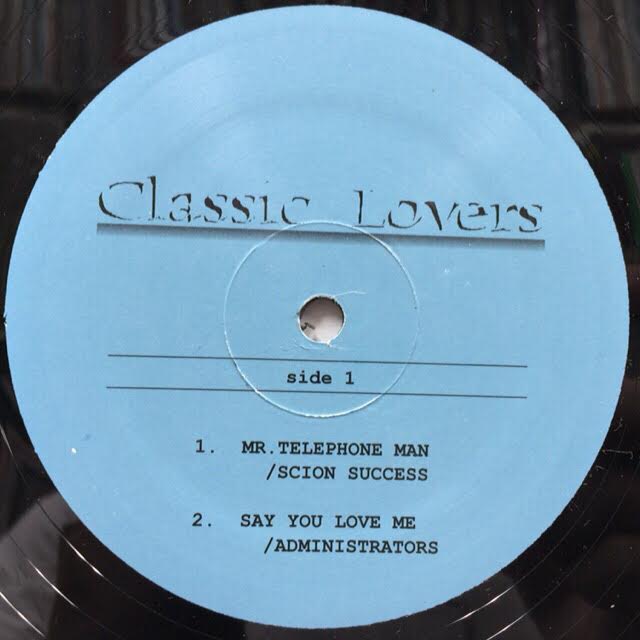 Classic Lovers
side 1
1. MR.TELEPHONE MAN
/SCION SUCCESS
2. SAY YOU LOVE ME
/ADMINISTRATORS